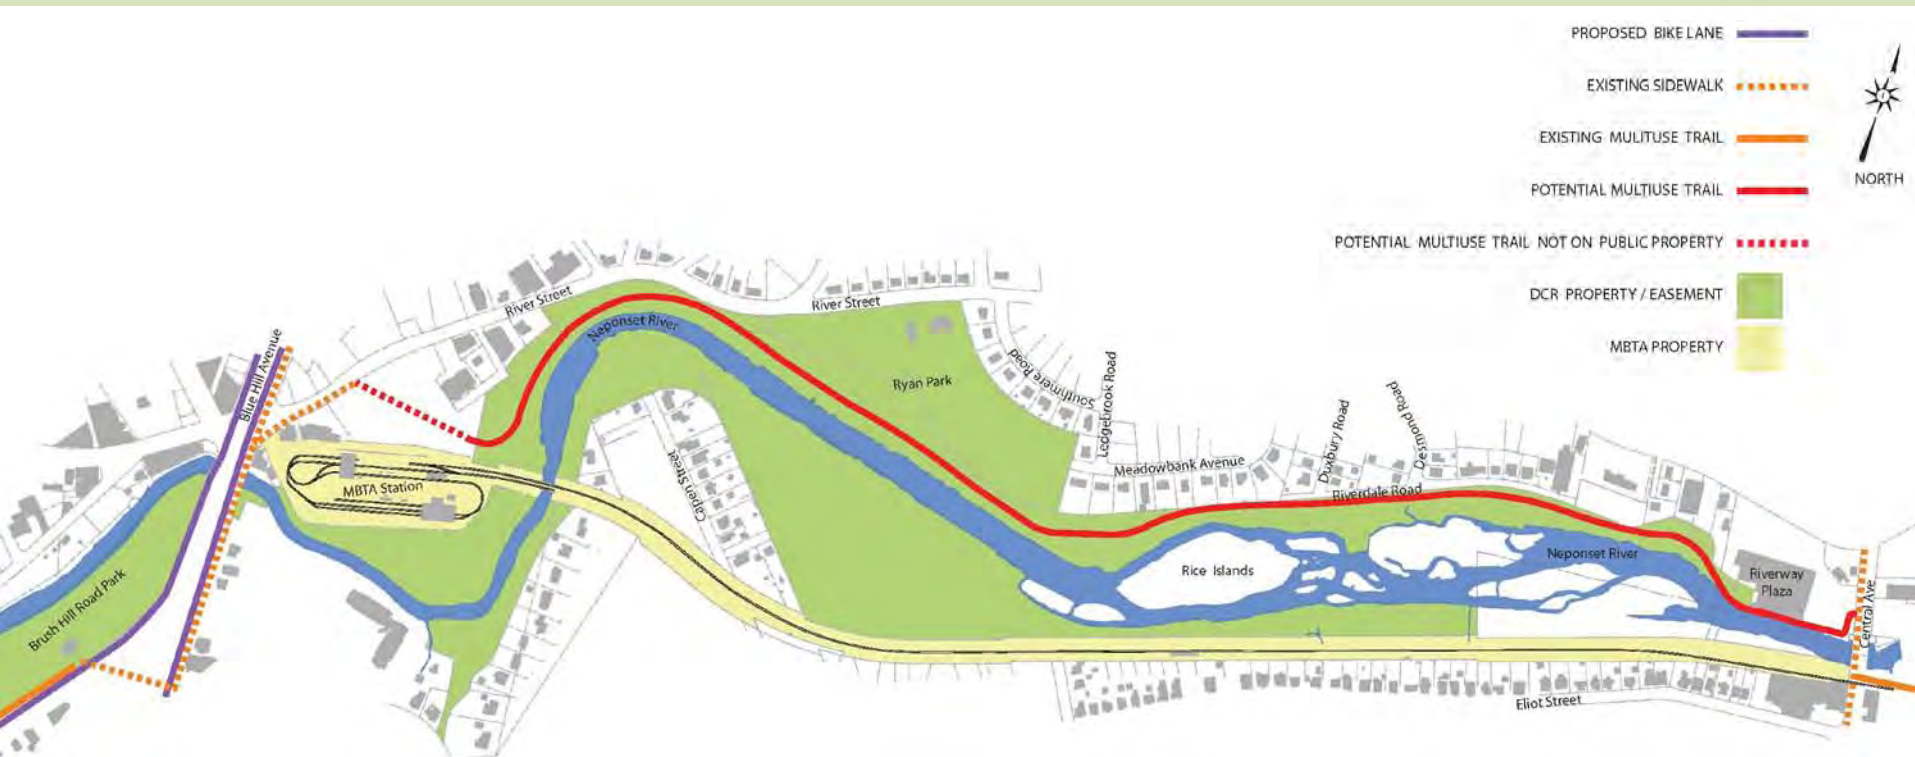 PROPOSED BIKE LANE
EXISTING SIDEWALK
EXISTING MULITUSE TRAIL
POTENTIAL MULTIUSE TRAIL
POTENTIAL MULTIUSE TRAIL NOT ON PUBLIC PROPERTY
DCR PROPERTY / EASEMENT
MBTA PROPERTY
NORTH
River Street
River Street
Neponset River
Blue Hill Avenue
Ryan Park
Southmere Road
Ledgebrook Road
Meadowbank Avenue
Duxbury Road
Desmond Road
Riverdale Road
MBTA Station
Capen Street
Rice Islands
Neponset River
Riverway
Plaza
Central Ave
Brush Hill Road Park
Eliot Street